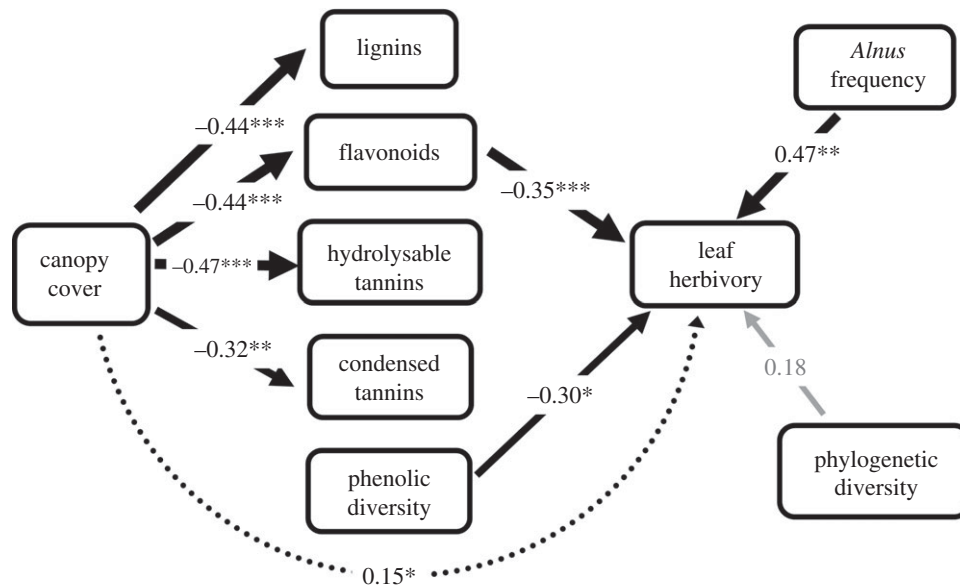 lignins
Alnus
frequency
–0.44***
flavonoids
0.47**
–0.44***
–0.35***
canopy
cover
–0.47***
hydrolysable
tannins
leaf
herbivory
–0.32**
condensed
tannins
0.18
–0.30*
phenolic
diversity
phylogenetic
diversity
0.15*